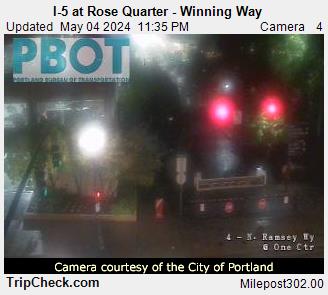 I-5 at Rose Quarter - Winning Way
Updated May 04 2024 11:35 PM Camera 4
PBOT
PORTLAND BUREAU OF TRANSPORTATION
4 - N. Ramsey Wy
@ One Ctr
Camera courtesy of the City of Portland
TripCheck.com Milepost302.00